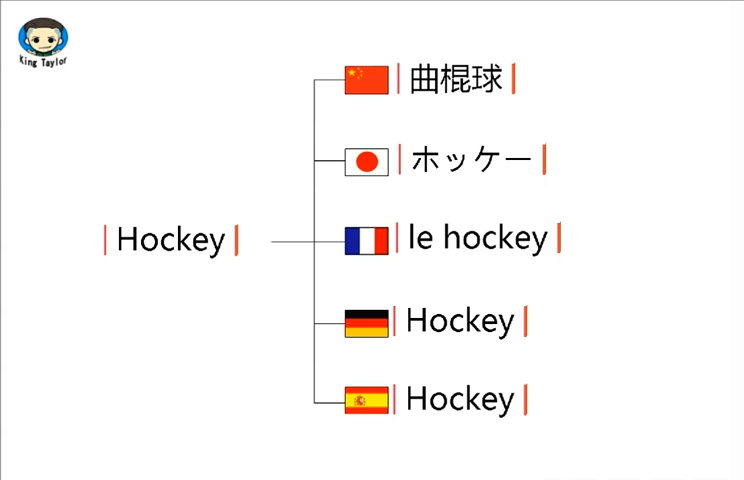 King Taylor
曲棍球
ホッケー
Hockey
le hockey
Hockey
Hockey